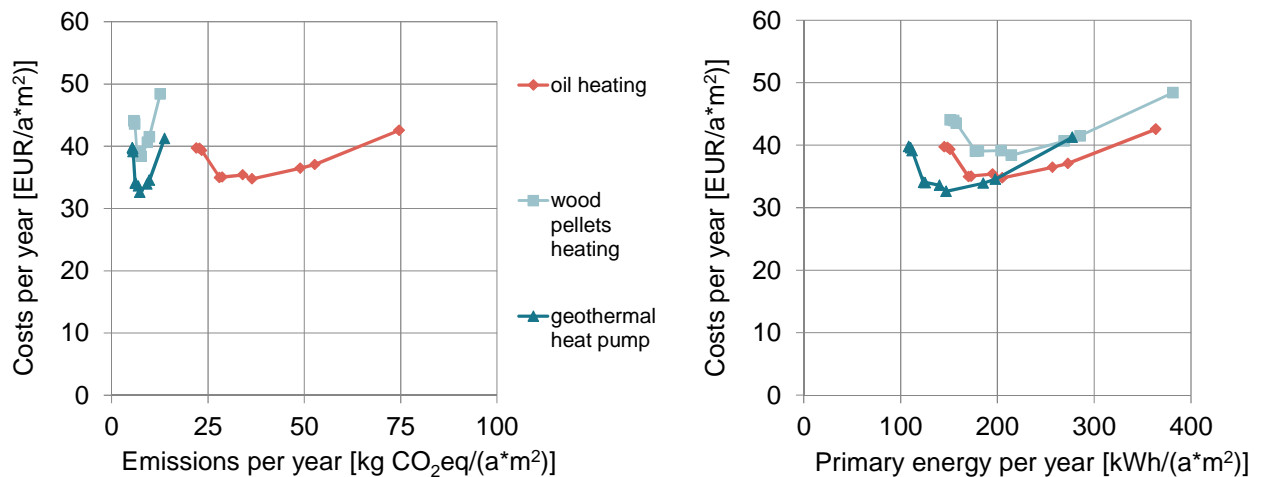 Costs per year [EUR/a*m²)]
60
50
40
30
20
10
0
0 25 50 75 100
Emissions per year [kg CO₂eq/(a*m²)]
oil heating
wood
pellets
heating
geothermal
heat pump
Costs per year [EUR/a*m²)]
60
50
40
30
20
10
0
0 100 200 300 400
Primary energy per year [kWh/(a*m²)]